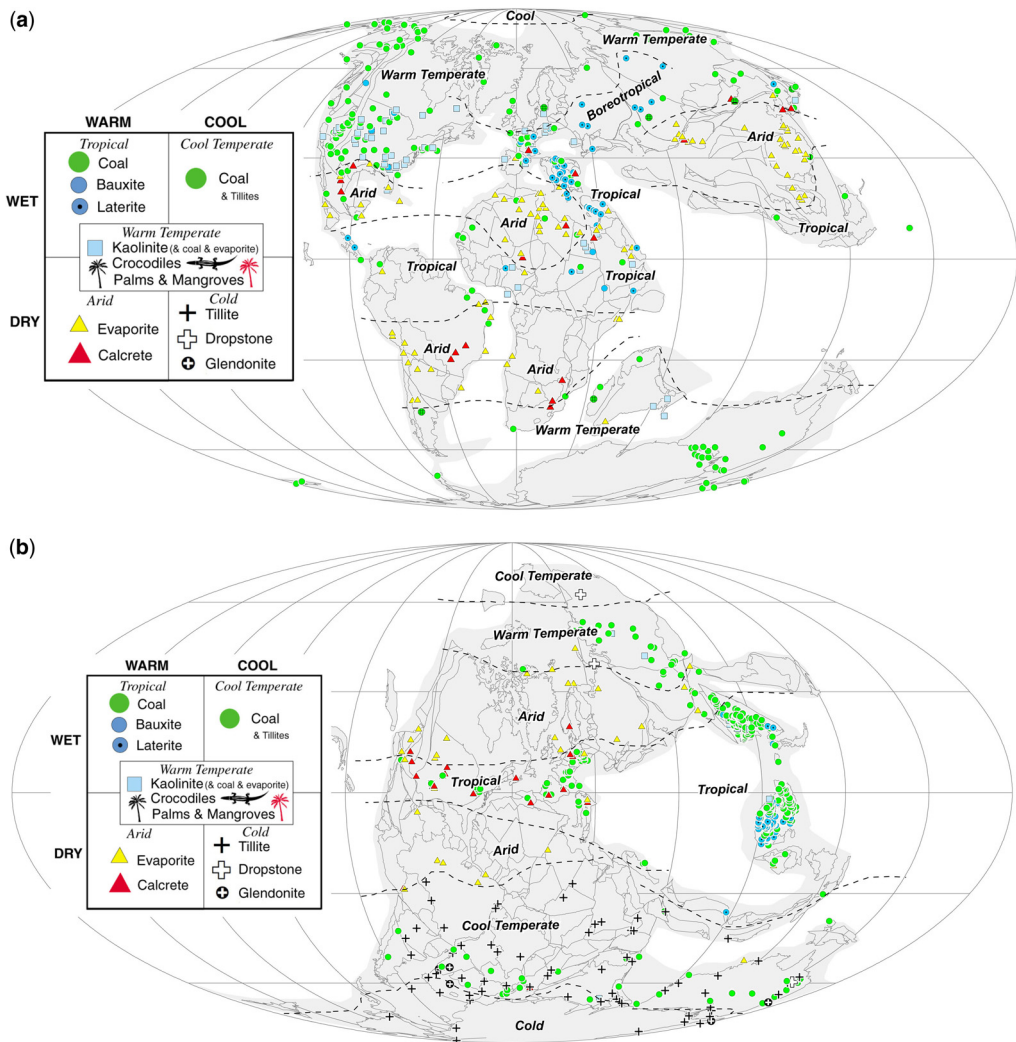 (a)
Cool
Warm Temperate
Warm Temperate
Boreotropical
Arid
Arid
Tropical
Arid
Tropical
Tropical
Tropical
Arid
Arid
Warm Temperate
WARM
COOL
WET
DRY
Tropical
Coal
Bauxite
Laterite
Cool Temperate
Coal
& Tillites
Warm Temperate
Kaolinite (& coal & evaporite)
Crocodiles
Palms & Mangroves
Arid
Evaporite
Calcrete
Cold
Tillite
Dropstone
Glendonite
(b)
Cool Temperate
Warm Temperate
Arid
Tropical
Tropical
Arid
Cool Temperate
Cold
WARM
COOL
WET
DRY
Tropical
Coal
Bauxite
Laterite
Cool Temperate
Coal
& Tillites
Warm Temperate
Kaolinite (& coal & evaporite)
Crocodiles
Palms & Mangroves
Arid
Evaporite
Calcrete
Cold
Tillite
Dropstone
Glendonite